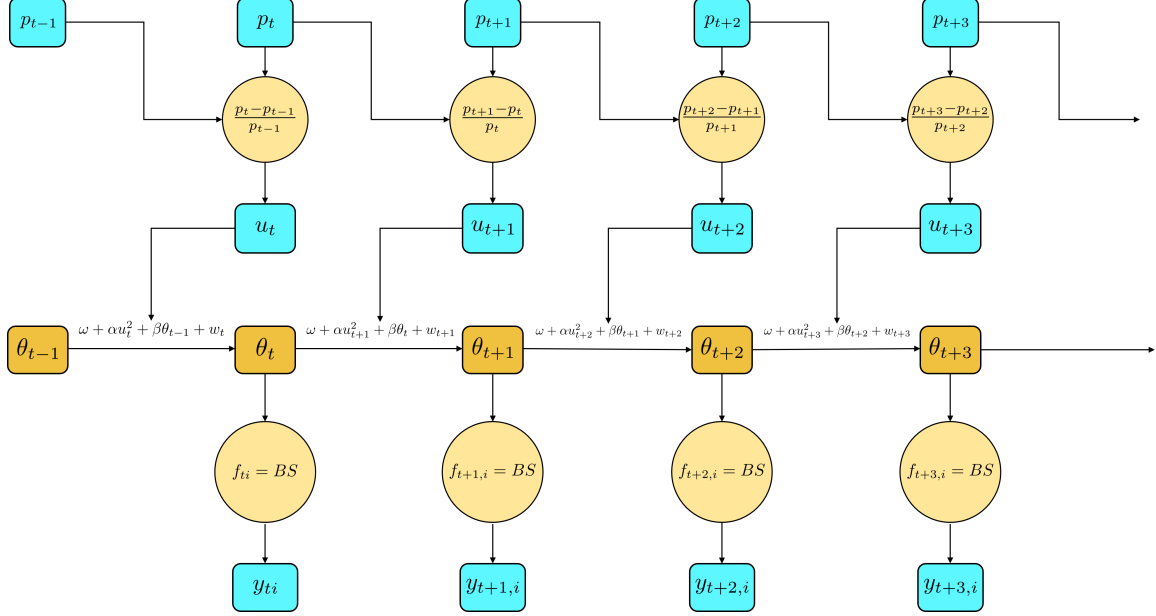 p_{t−1} p_t p_{t+1} p_{t+2} p_{t+3}
\frac{p_t−p_{t−1}}{p_{t−1}} \frac{p_{t+1}−p_t}{p_t} \frac{p_{t+2}−p_{t+1}}{p_{t+1}} \frac{p_{t+3}−p_{t+2}}{p_{t+2}}
u_t u_{t+1} u_{t+2} u_{t+3}
ω + αu_t^2 + βθ_{t−1} + w_t ω + αu_{t+1}^2 + βθ_t + w_{t+1} ω + αu_{t+2}^2 + βθ_{t+1} + w_{t+2} ω + αu_{t+3}^2 + βθ_{t+2} + w_{t+3}
θ_{t−1} θ_t θ_{t+1} θ_{t+2} θ_{t+3}
f_{ti} = BS f_{t+1,i} = BS f_{t+2,i} = BS f_{t+3,i} = BS
y_{ti} y_{t+1,i} y_{t+2,i} y_{t+3,i}